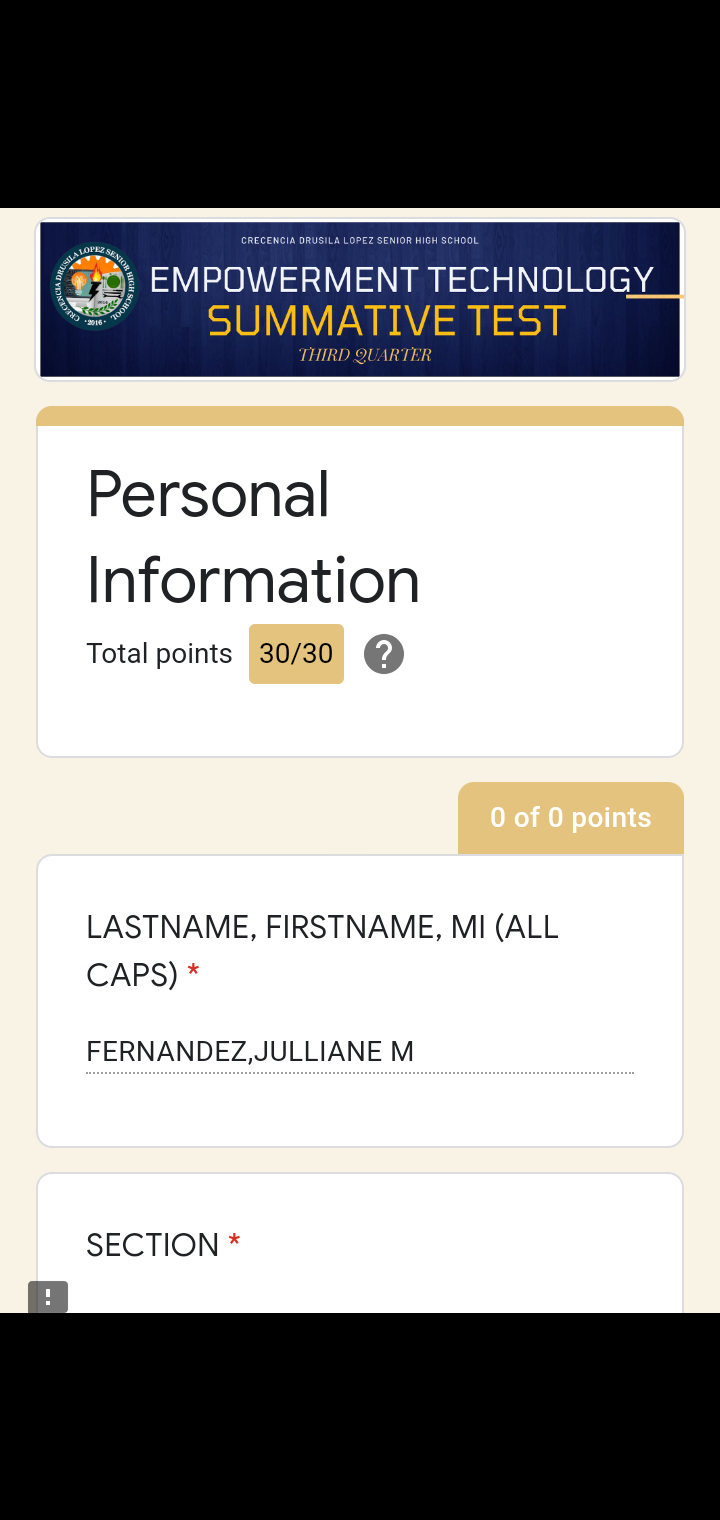 CRECENCIA DRUSILA LOPEZ SENIOR HIGH SCHOOL
CRECENCIA DRUSILA LOPEZ SENIOR HIGH SCHOOL
2016
EMPOWERMENT TECHNOLOGY
SUMMATIVE TEST
THIRD QUARTER
Personal
Information
Total points 30/30 ?
0 of 0 points
LASTNAME, FIRSTNAME, MI (ALL
CAPS) *
FERNANDEZ,JULLIANE M
SECTION *
!